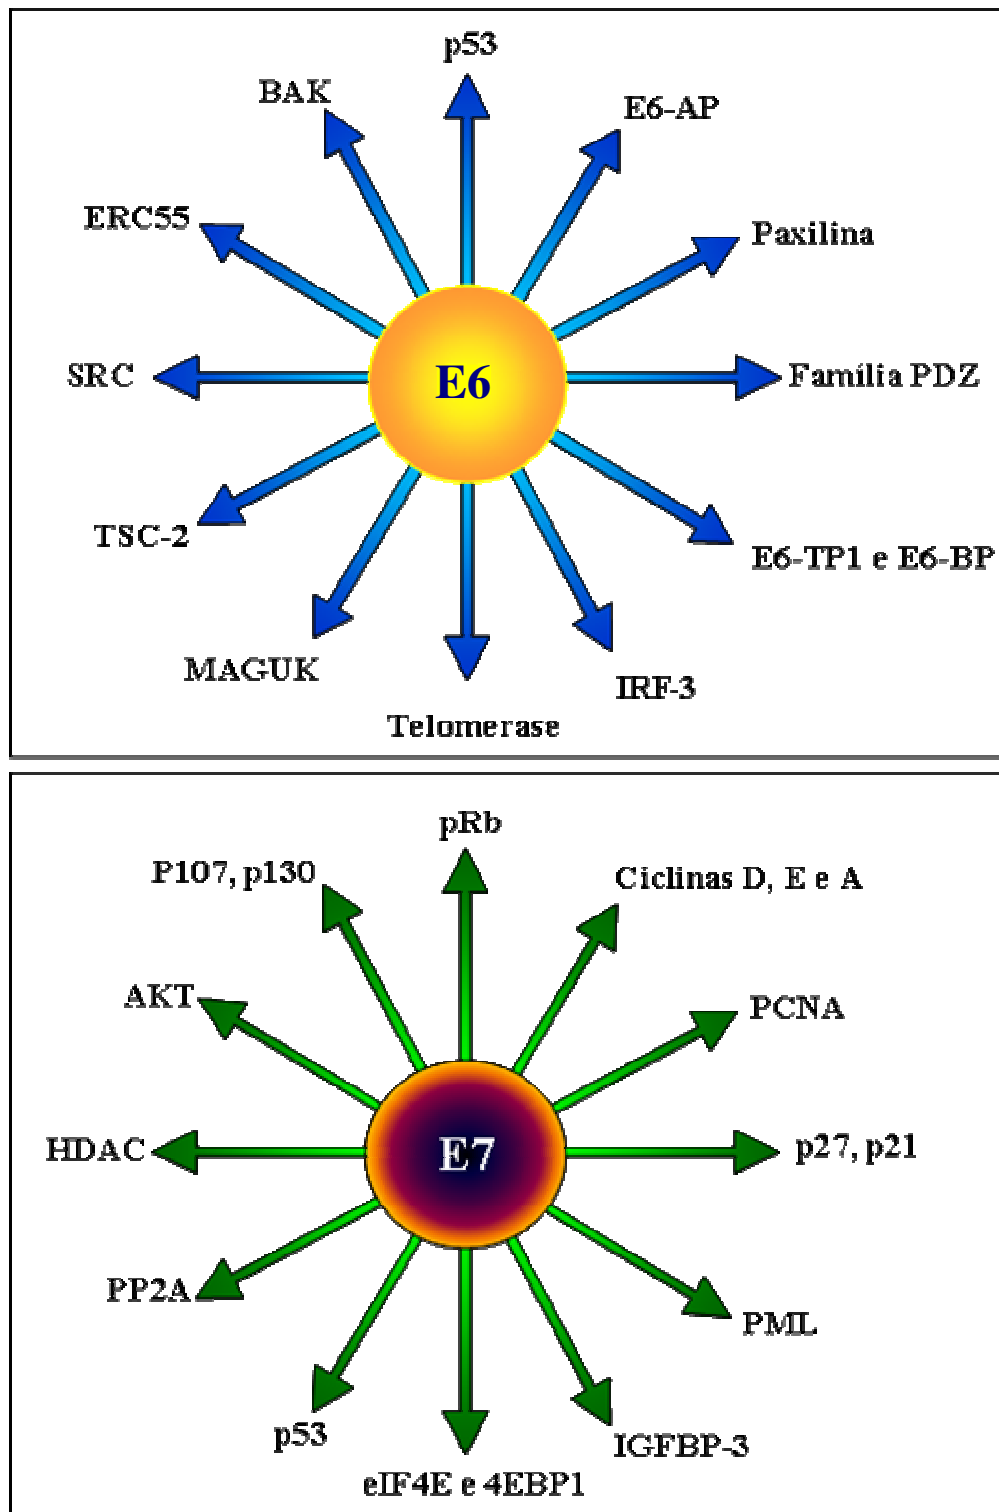 p53
BAK
E6-AP
ERC55
Paxilina
SRC
E6
Família PDZ
TSC-2
E6-TP1 e E6-BP
MAGUK
IRF-3
Telomerase
pRb
P107, p130
Ciclinas D, E e A
AKT
PCNA
HDAC
E7
p27, p21
PP2A
PML
p53
IGFBP-3
eIF4E e 4EBP1